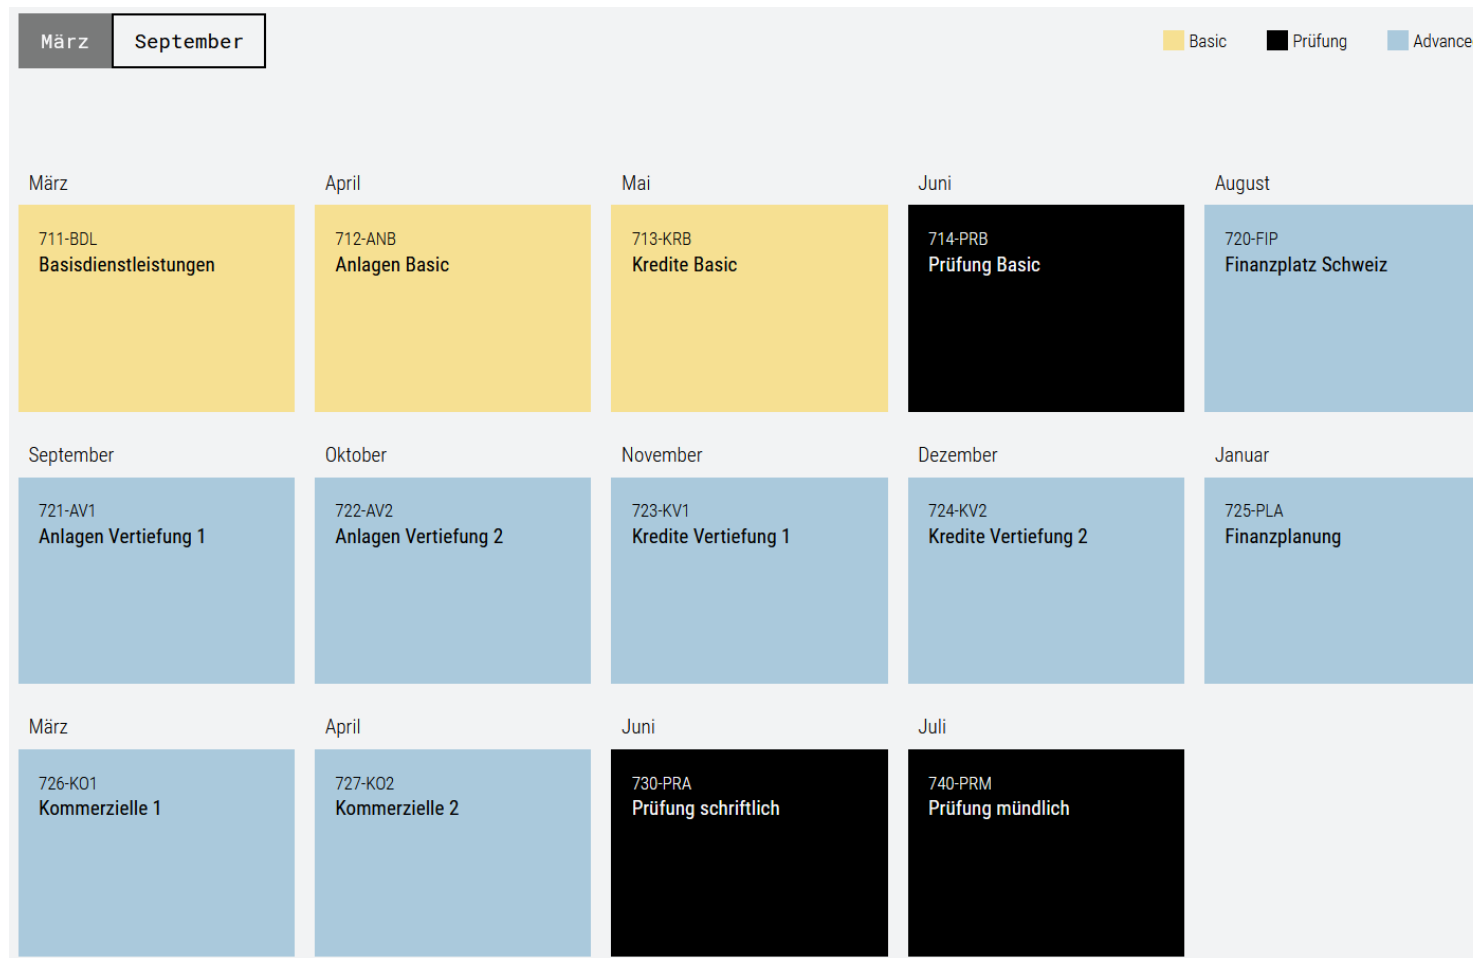 März September
Basic Prüfung Advance
März April Mai Juni August
711-BDL
Basisdienstleistungen
712-ANB
Anlagen Basic
713-KRB
Kredite Basic
714-PRB
Prüfung Basic
720-FIP
Finanzplatz Schweiz
September Oktober November Dezember Januar
721-AV1
Anlagen Vertiefung 1
722-AV2
Anlagen Vertiefung 2
723-KV1
Kredite Vertiefung 1
724-KV2
Kredite Vertiefung 2
725-PLA
Finanzplanung
März April Juni Juli
726-KO1
Kommerzielle 1
727-KO2
Kommerzielle 2
730-PRA
Prüfung schriftlich
740-PRM
Prüfung mündlich